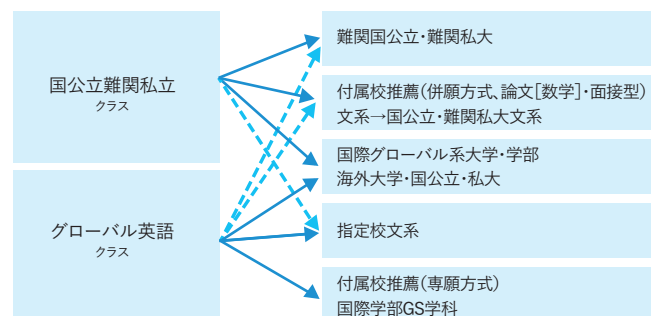 国公立難関私立
クラス
グローバル英語
クラス
難関国公立・難関私大
付属校推薦(併願方式、論文[数学]・面接型)
文系→国公立・難関私大文系
国際グローバル系大学・学部
海外大学・国公立・私大
指定校文系
付属校推薦(専願方式)
国際学部GS学科